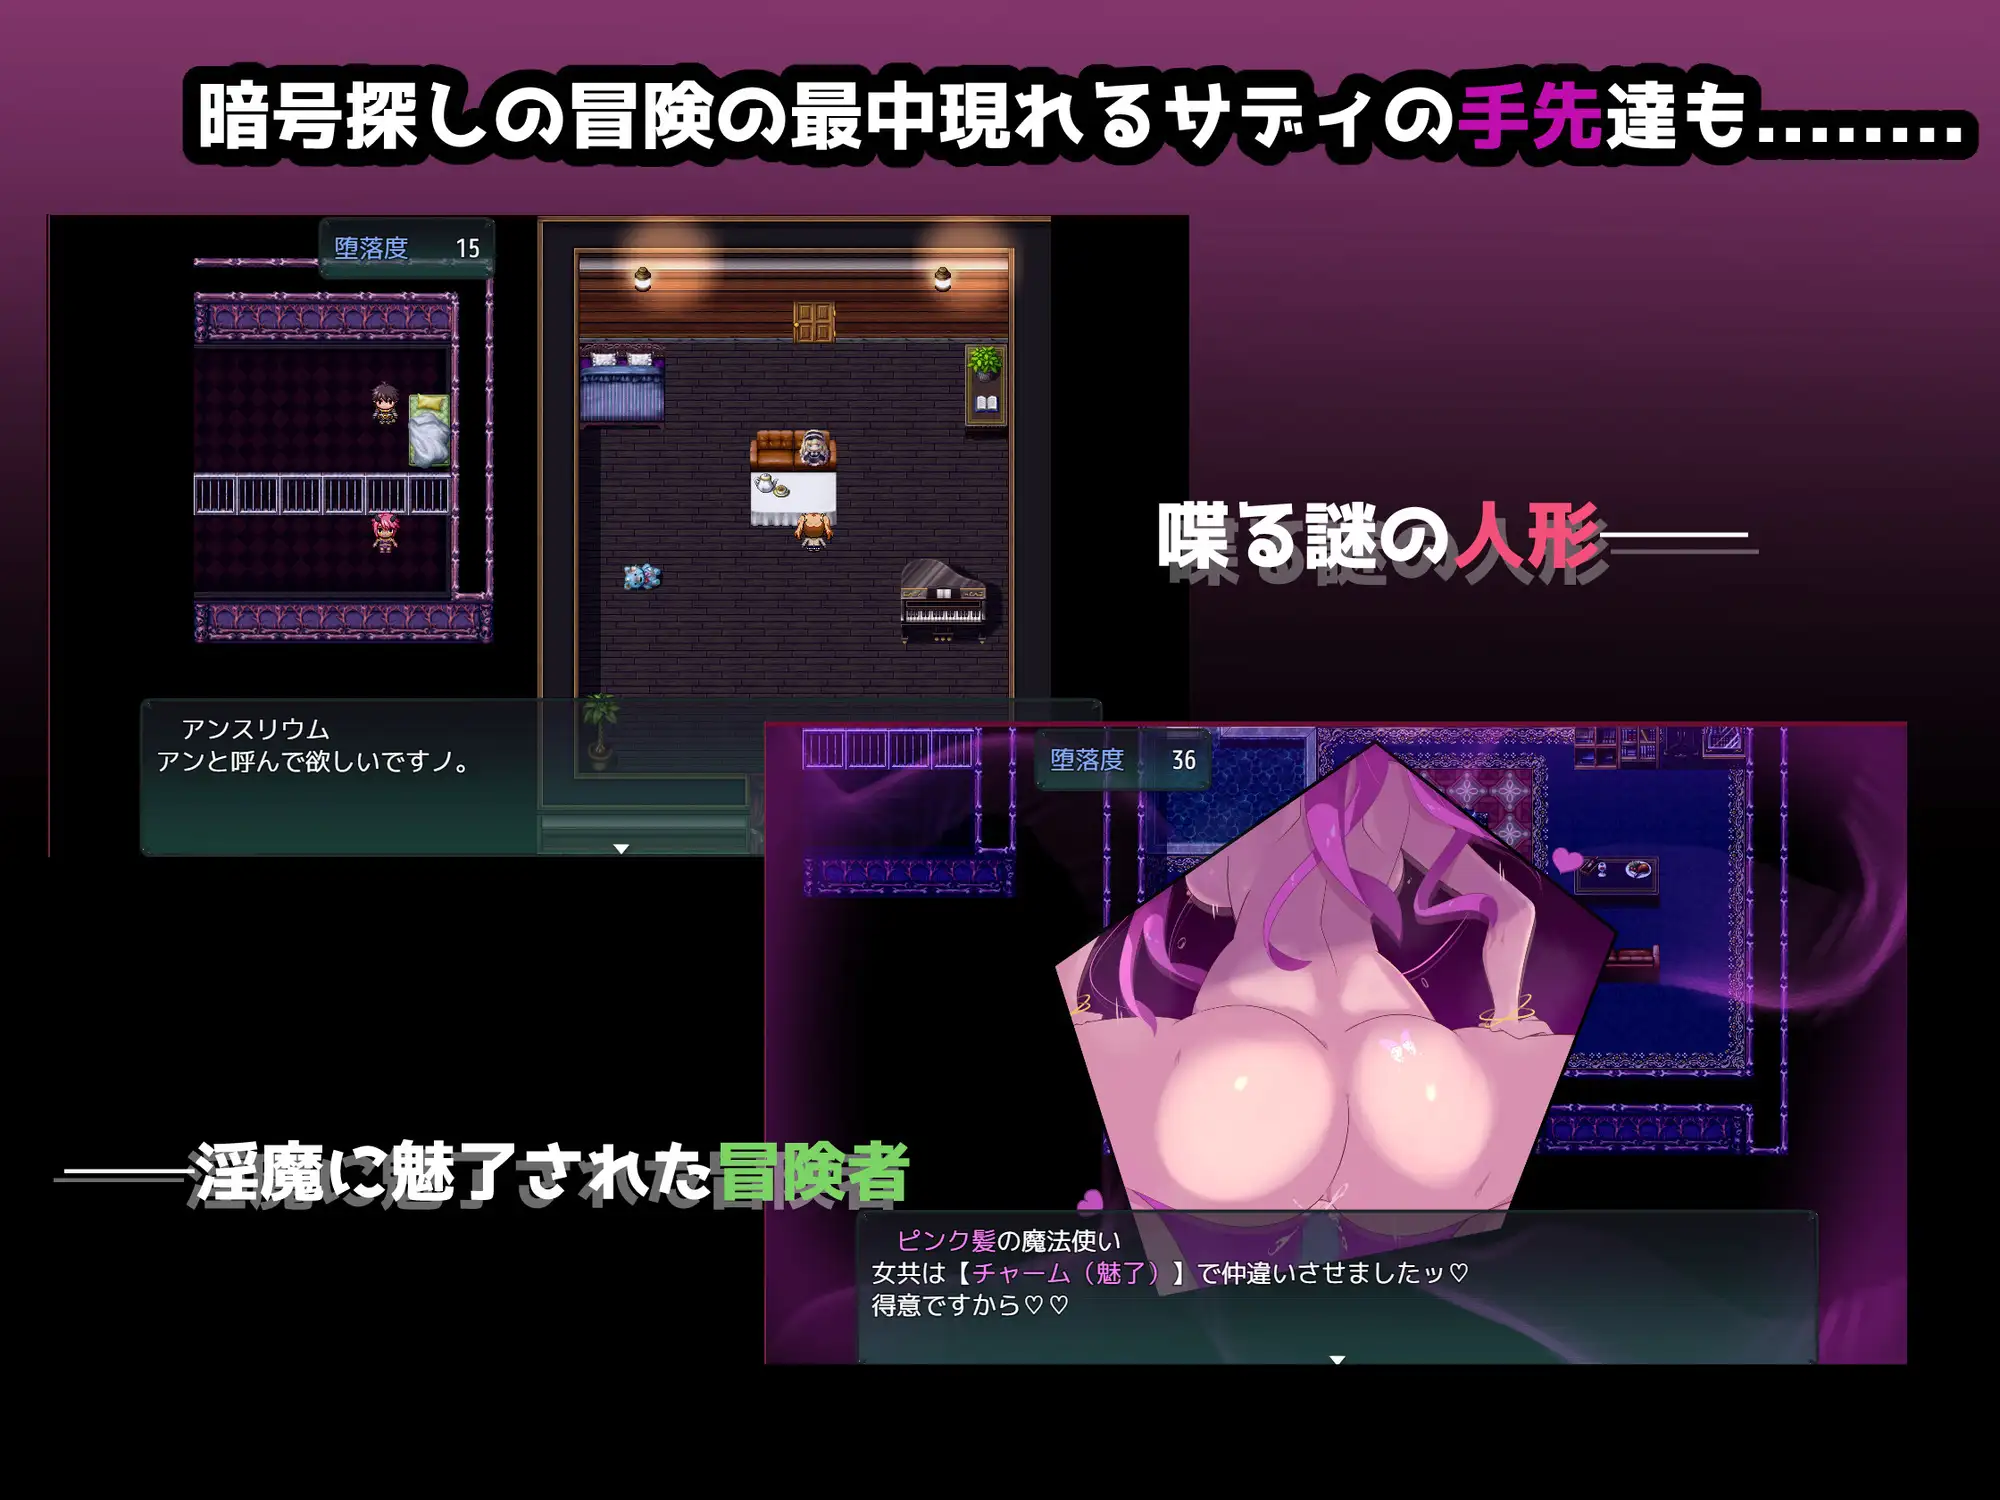 暗号探しの冒険の最中現れるサディの手先達も........
堕落度 15
喋る謎の人形――
アンスリウム
アンと呼んで欲しいですノ。
堕落度 36
――淫魔に魅了された冒険者
ピンク髪の魔法使い
女共は【チャーム（魅了）】で仲違いさせましたッ♡
得意ですから♡♡